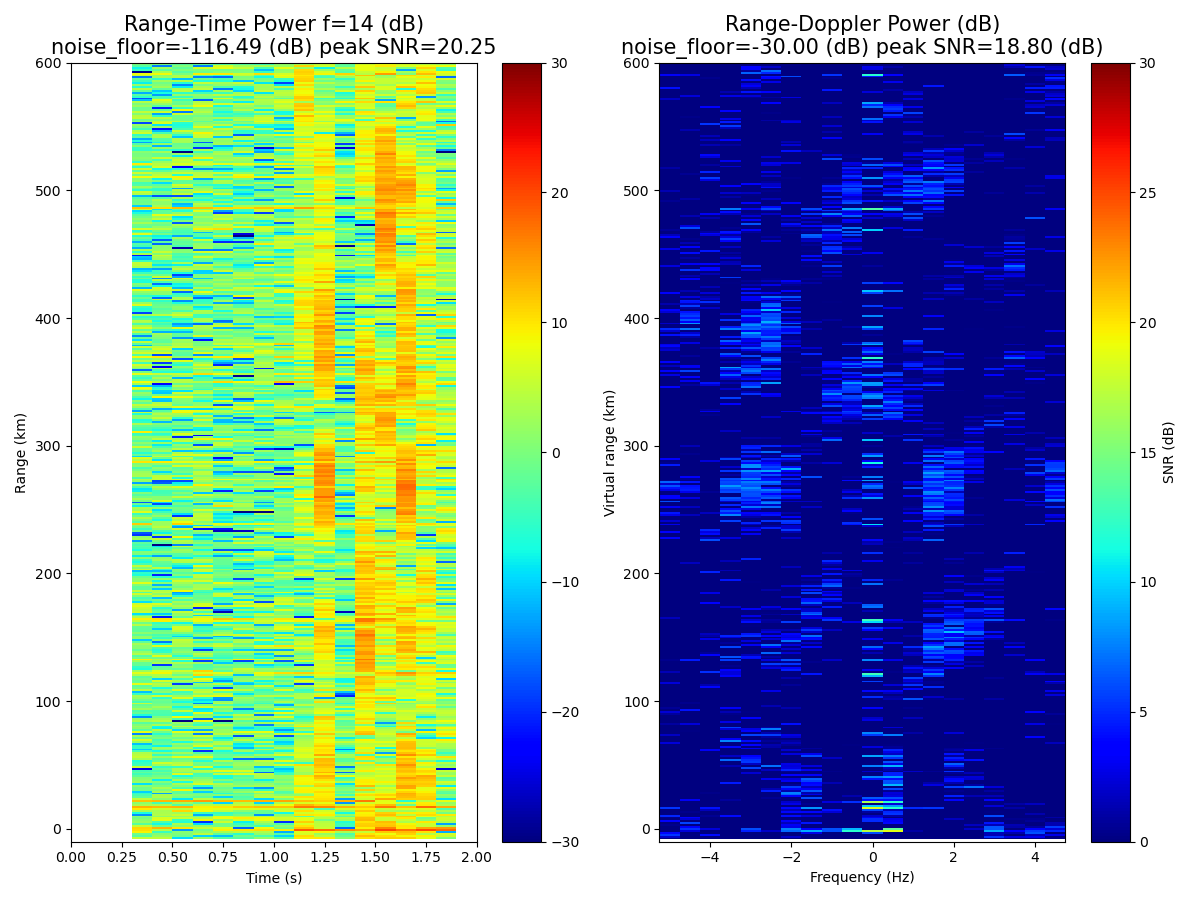 Range-Time Power f=14 (dB)
noise_floor=-116.49 (dB) peak SNR=20.25
600
500
400
300
200
100
0
Range (km)
0.00 0.25 0.50 0.75 1.00 1.25 1.50 1.75 2.00
Time (s)
30
20
10
0
−10
−20
−30
Range-Doppler Power (dB)
noise_floor=-30.00 (dB) peak SNR=18.80 (dB)
600
500
400
300
200
100
0
Virtual range (km)
−4 −2 0 2 4
Frequency (Hz)
30
25
20
15
10
5
0
SNR (dB)